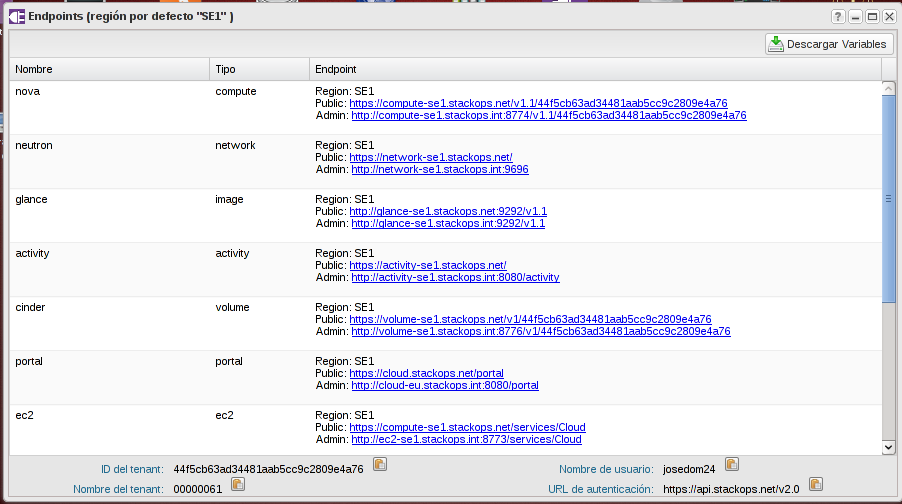 Endpoints (región por defecto "SE1" )
Descargar Variables
Nombre Tipo Endpoint
nova compute Region: SE1
Public: https://compute-se1.stackops.net/v1.1/44f5cb63ad34481aab5cc9c2809e4a76
Admin: http://compute-se1.stackops.int:8774/v1.1/44f5cb63ad34481aab5cc9c2809e4a76
neutron network Region: SE1
Public: https://network-se1.stackops.net/
Admin: http://network-se1.stackops.int:9696
glance image Region: SE1
Public: http://glance-se1.stackops.net:9292/v1.1
Admin: http://glance-se1.stackops.int:9292/v1.1
activity activity Region: SE1
Public: https://activity-se1.stackops.net/
Admin: http://activity-se1.stackops.int:8080/activity
cinder volume Region: SE1
Public: https://volume-se1.stackops.net/v1/44f5cb63ad34481aab5cc9c2809e4a76
Admin: http://volume-se1.stackops.int:8776/v1/44f5cb63ad34481aab5cc9c2809e4a76
portal portal Region: SE1
Public: https://cloud.stackops.net/portal
Admin: http://cloud-eu.stackops.int:8080/portal
ec2 ec2 Region: SE1
Public: https://compute-se1.stackops.net/services/Cloud
Admin: http://ec2-se1.stackops.int:8773/services/Cloud
ID del tenant: 44f5cb63ad34481aab5cc9c2809e4a76 Nombre de usuario: josedom24
Nombre del tenant: 00000061 URL de autenticación: https://api.stackops.net/v2.0